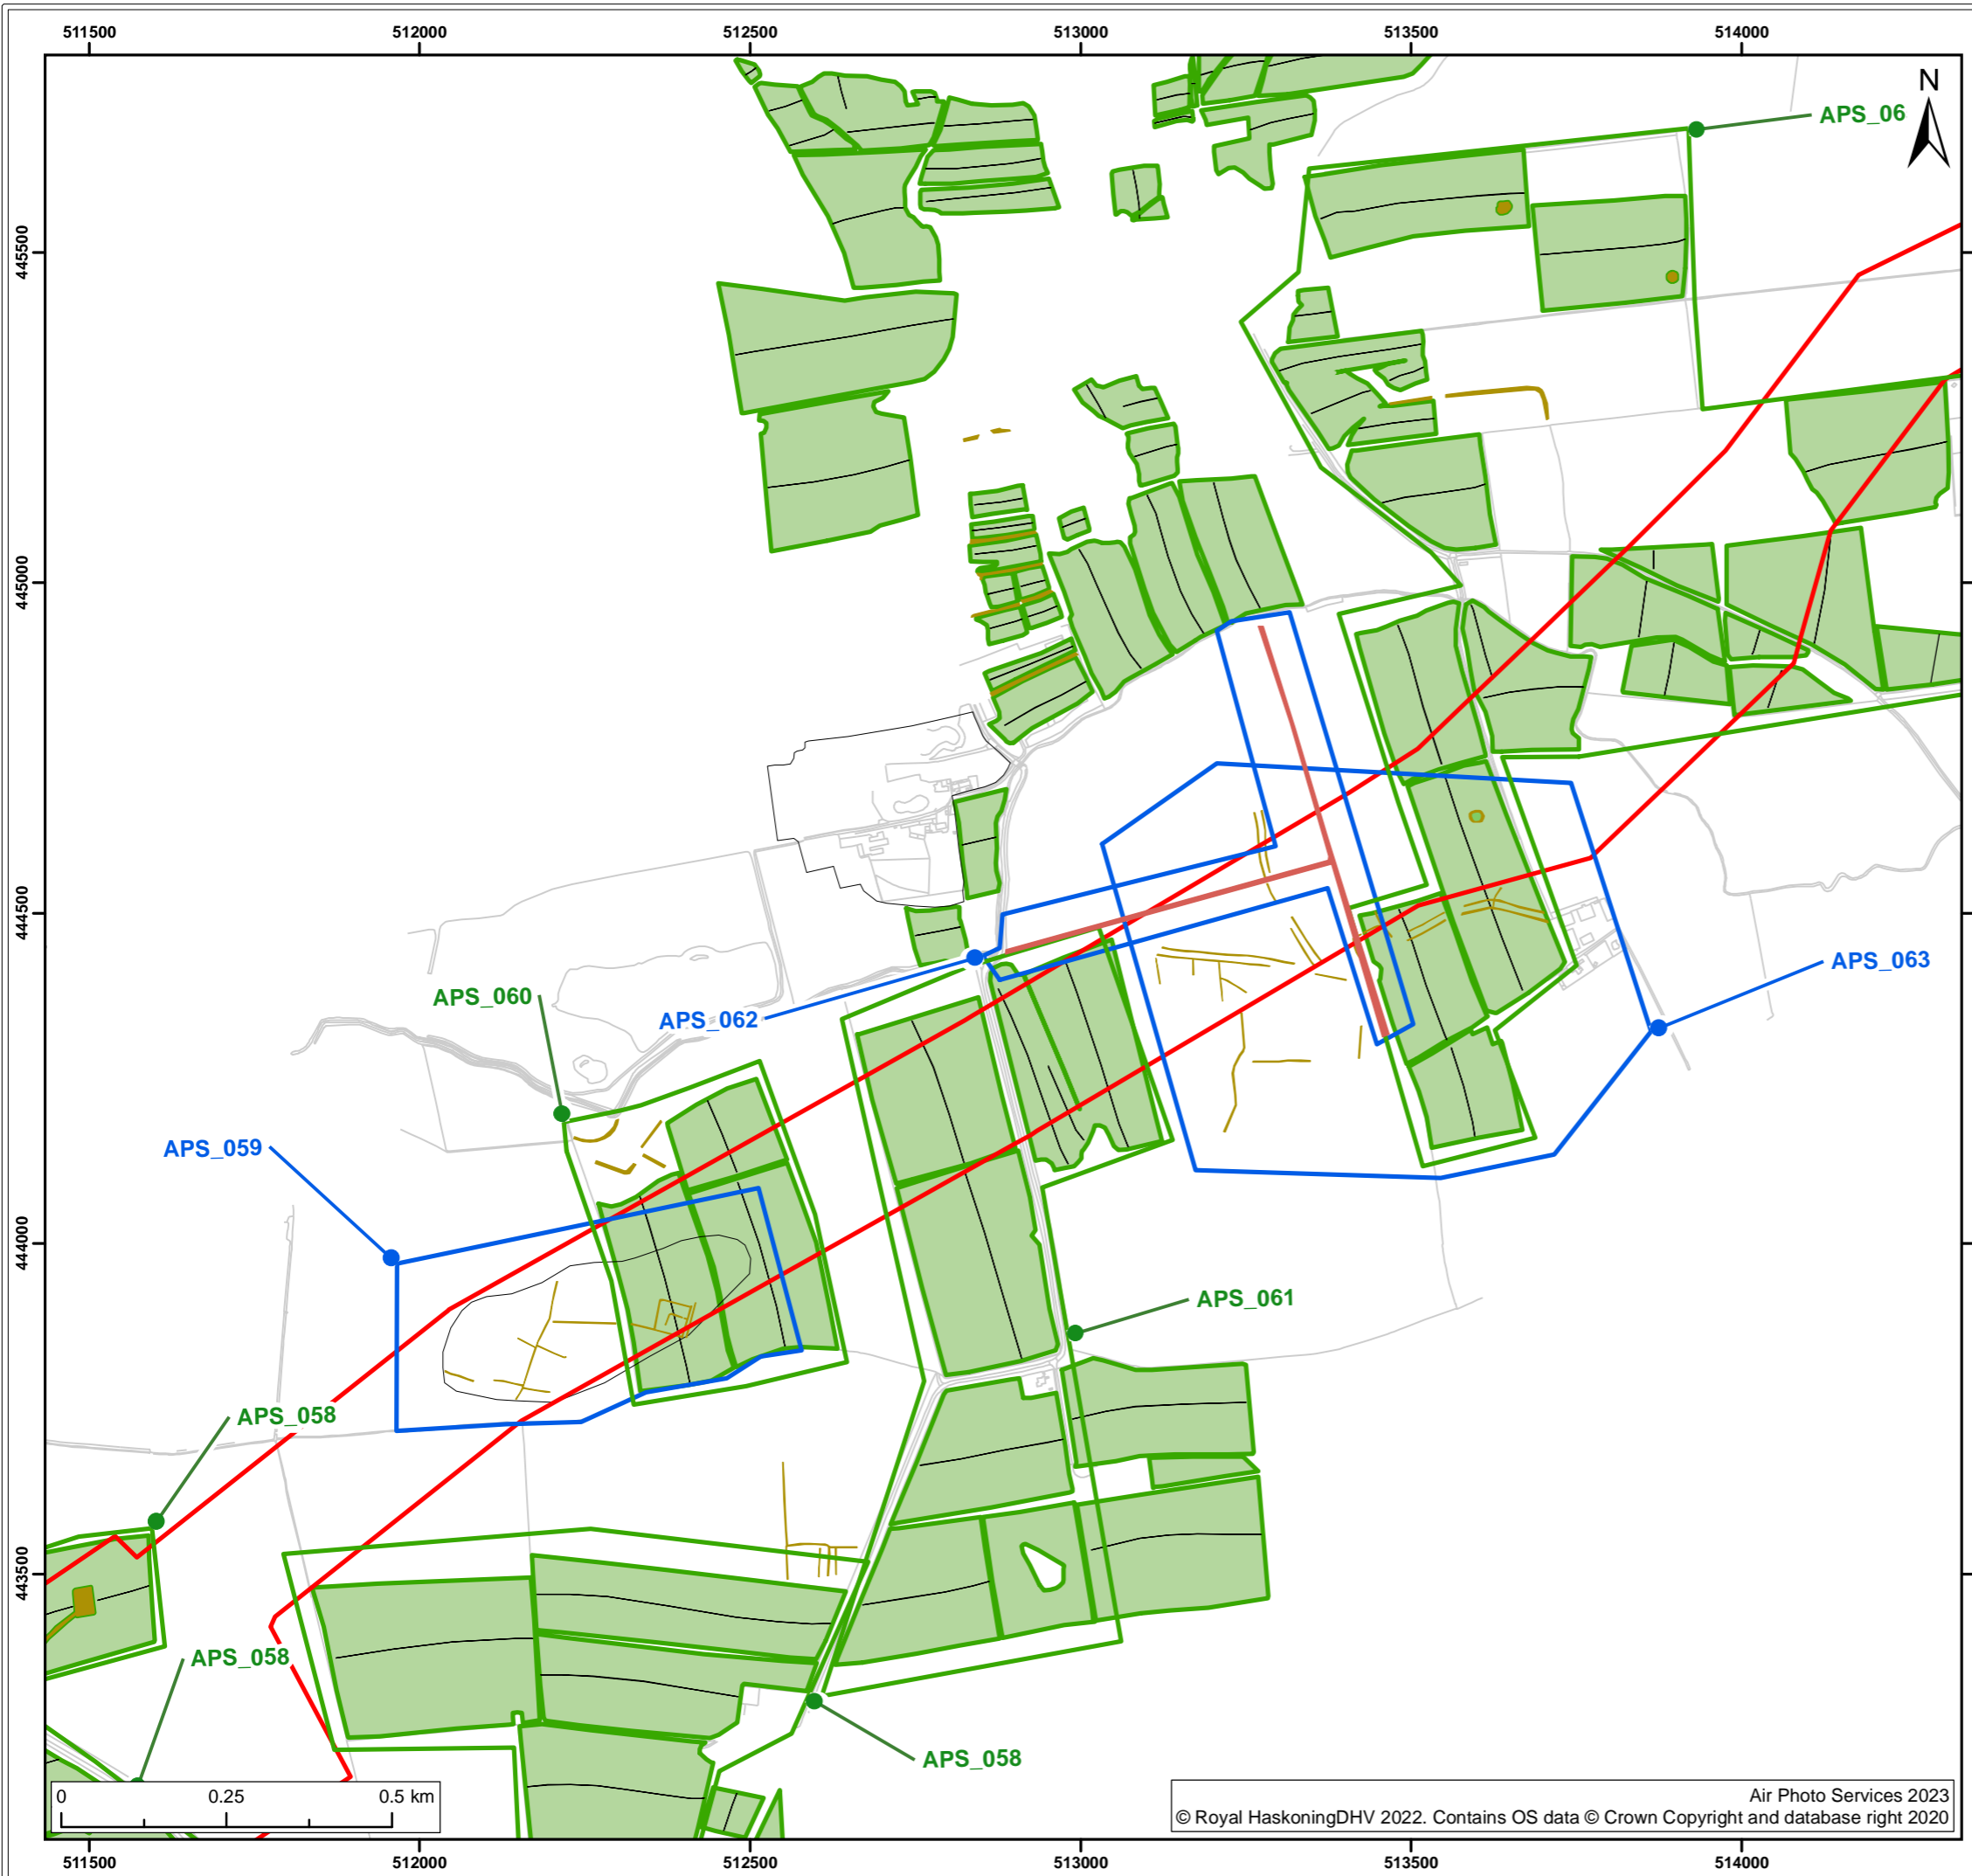 511500 512000 512500 513000 513500 514000
N
APS_06
445500
445000
444500
APS_063
APS_060
APS_062
APS_059
444000
APS_061
APS_058
443500
APS_058
APS_058
0 0.25 0.5 km
Air Photo Services 2023
© Royal HaskoningDHV 2022. Contains OS data © Crown Copyright and database right 2020
511500 512000 512500 513000 513500 514000